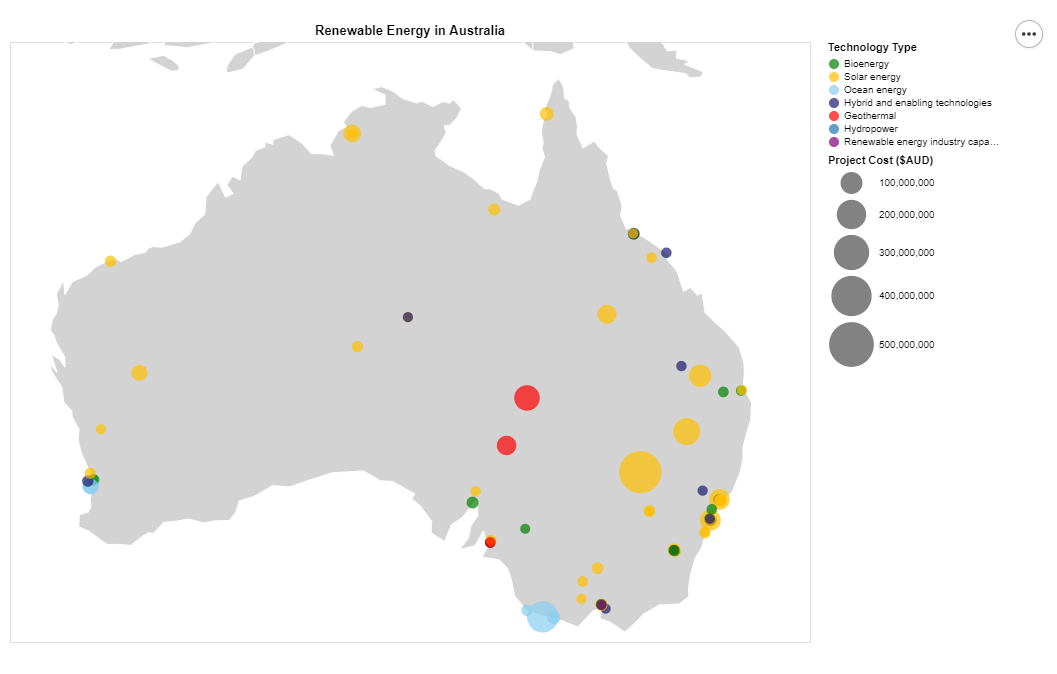 Renewable Energy in Australia
Technology Type
Bioenergy
Solar energy
Ocean energy
Hybrid and enabling technologies
Geothermal
Hydropower
Renewable energy industry capa…
Project Cost ($AUD)
100,000,000
200,000,000
300,000,000
400,000,000
500,000,000